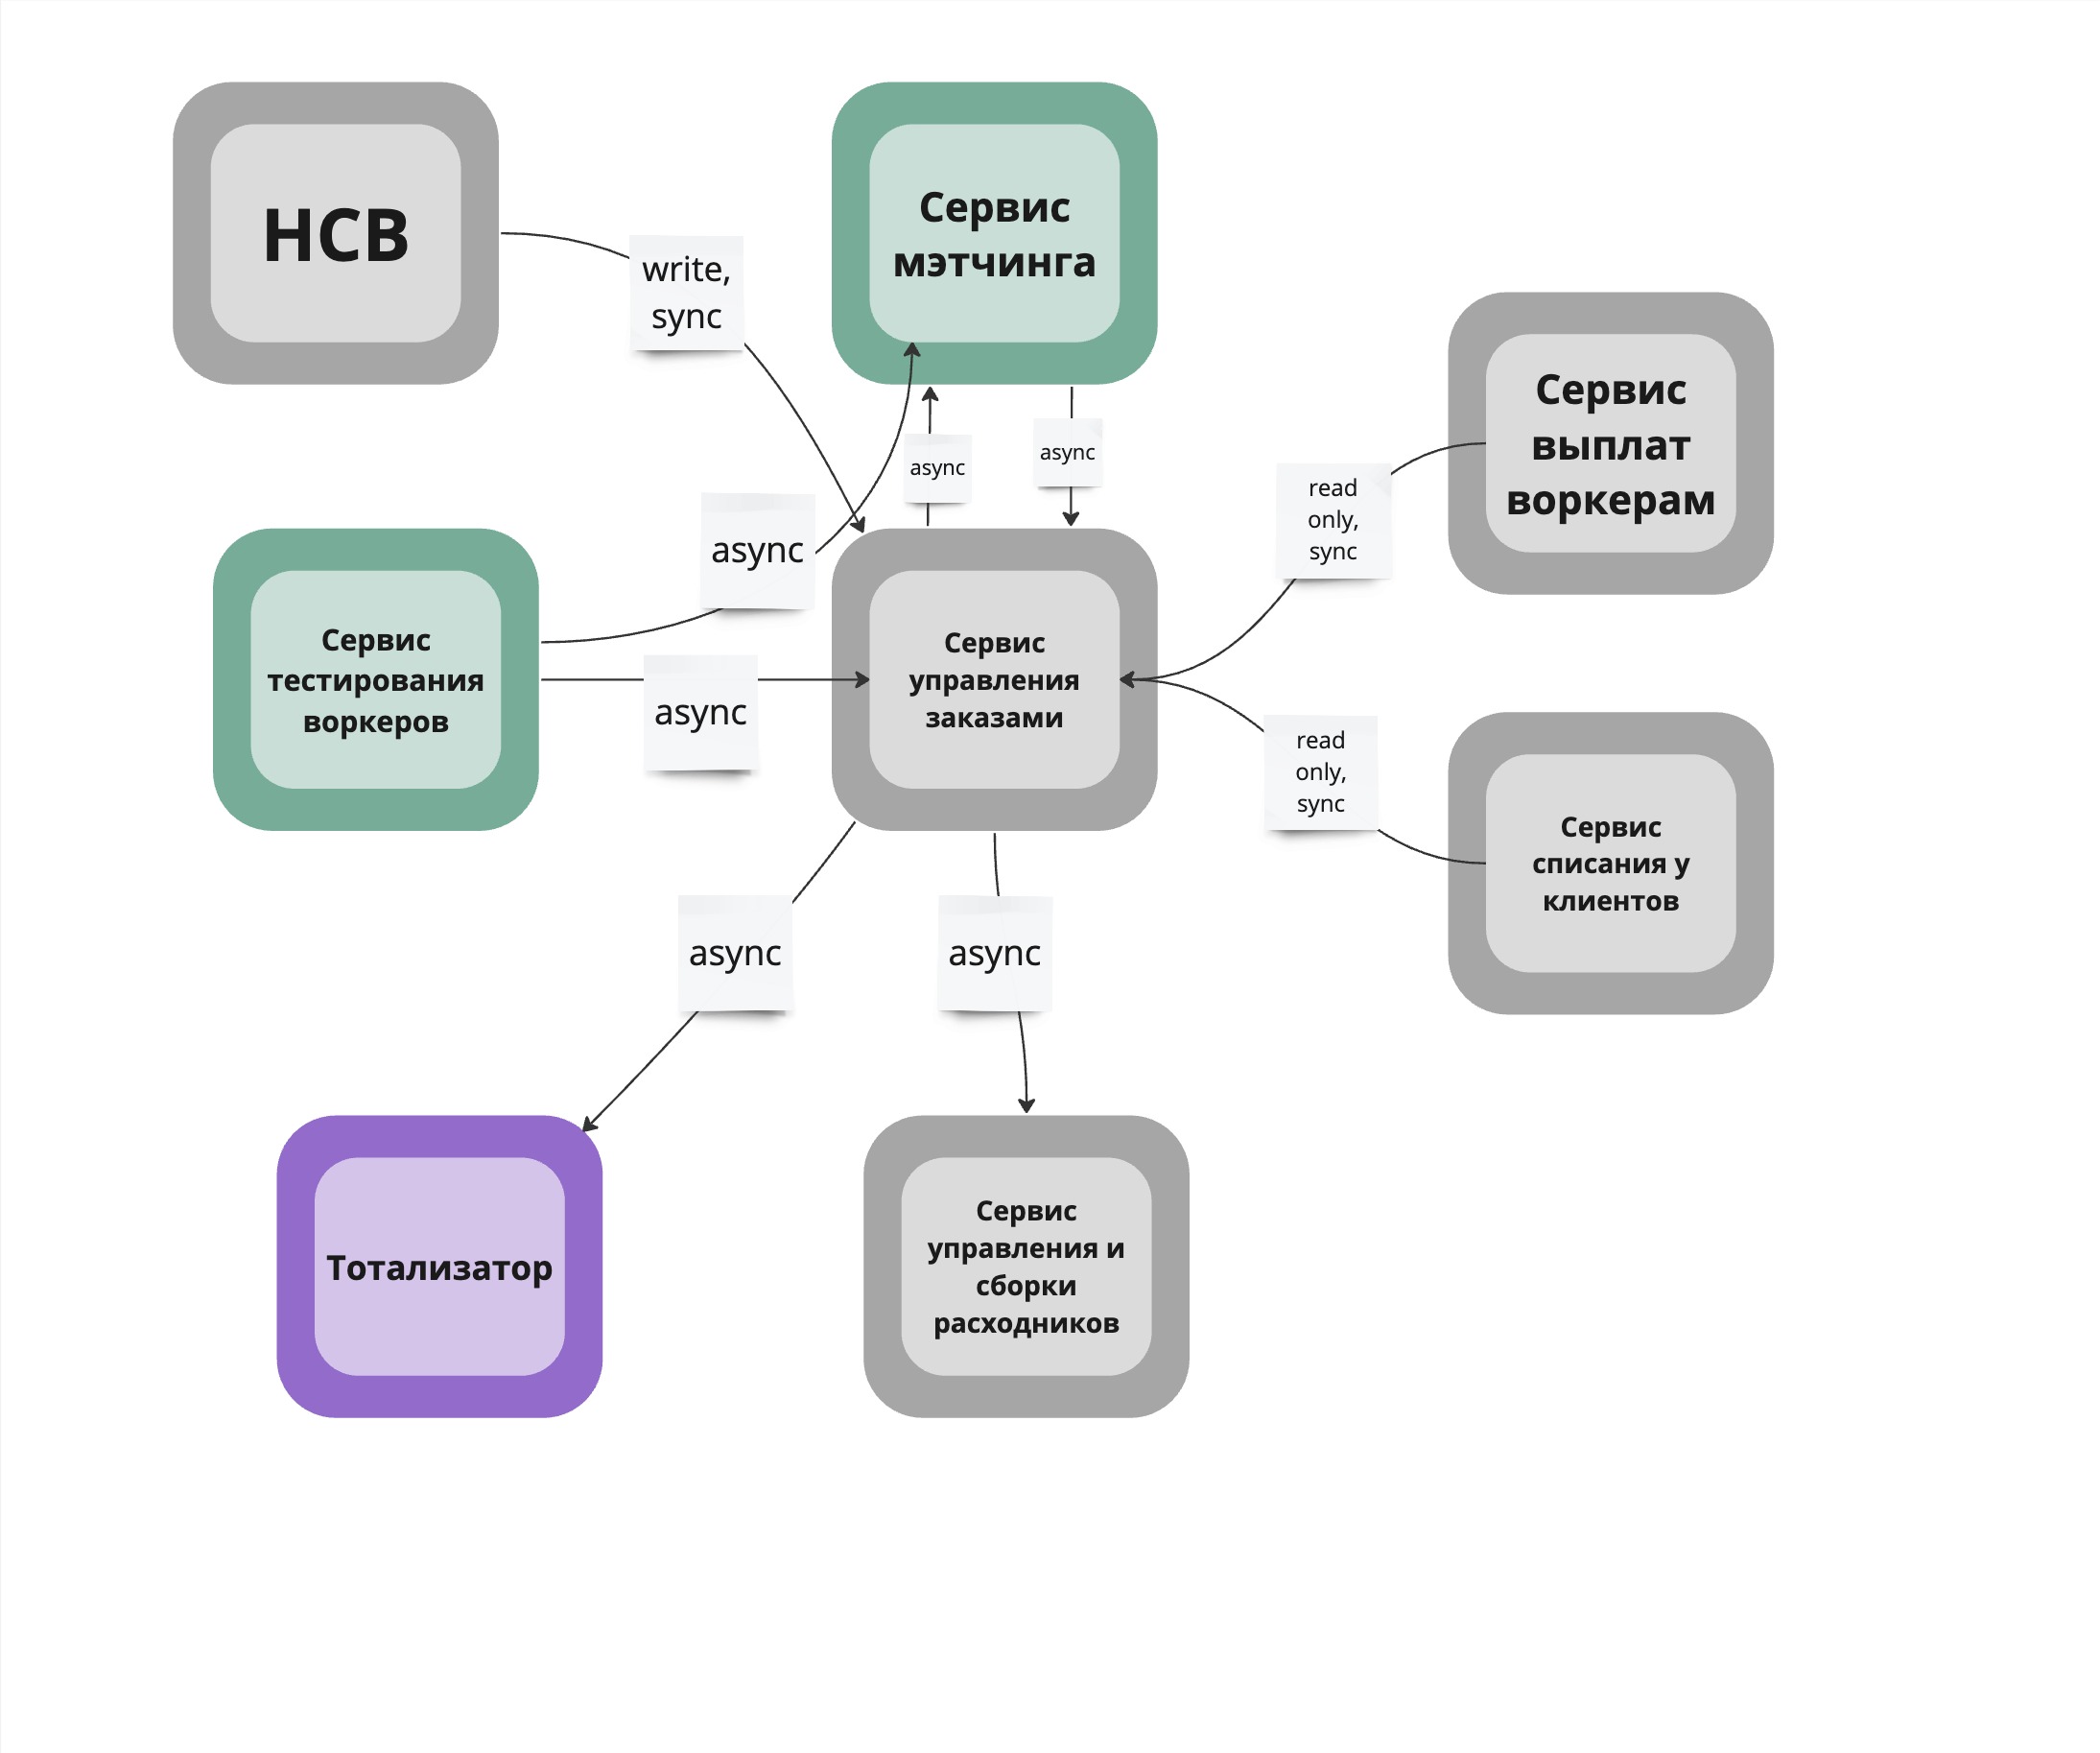 НСВ
write,
sync
Сервис
мэтчинга
async
async
Сервис
выплат
воркерам
read
only,
sync
async
Сервис
тестирования
воркеров
async
Сервис
управления
заказами
read
only,
sync
Сервис
списания у
клиентов
async
async
Тотализатор
Сервис
управления и
сборки
расходников